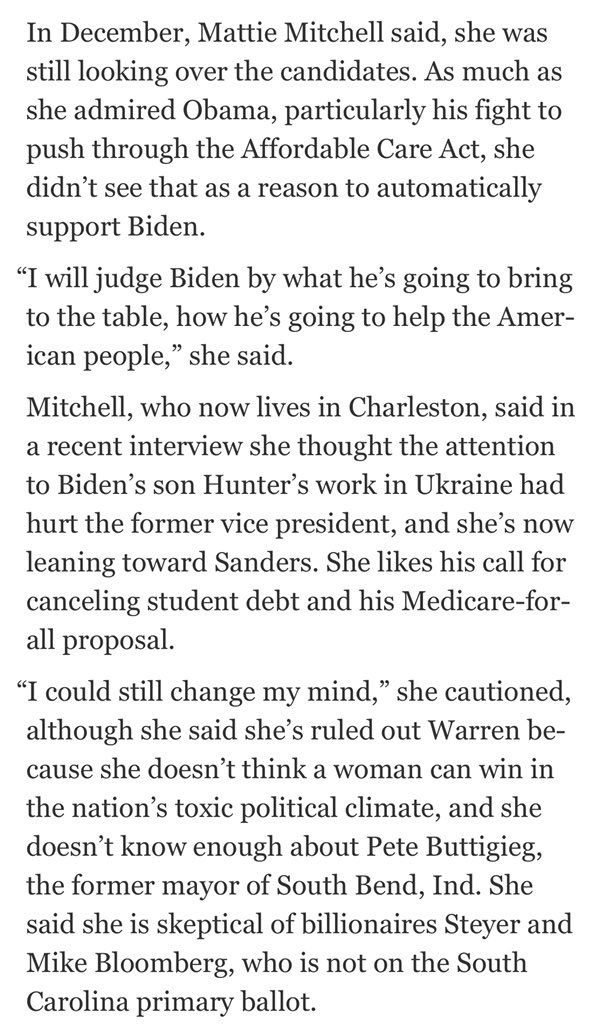 In December, Mattie Mitchell said, she was
still looking over the candidates. As much as
she admired Obama, particularly his fight to
push through the Affordable Care Act, she
didn’t see that as a reason to automatically
support Biden.
“I will judge Biden by what he’s going to bring
to the table, how he’s going to help the Amer-
ican people,” she said.
Mitchell, who now lives in Charleston, said in
a recent interview she thought the attention
to Biden’s son Hunter’s work in Ukraine had
hurt the former vice president, and she’s now
leaning toward Sanders. She likes his call for
canceling student debt and his Medicare-for-
all proposal.
“I could still change my mind,” she cautioned,
although she said she’s ruled out Warren be-
cause she doesn’t think a woman can win in
the nation’s toxic political climate, and she
doesn’t know enough about Pete Buttigieg,
the former mayor of South Bend, Ind. She
said she is skeptical of billionaires Steyer and
Mike Bloomberg, who is not on the South
Carolina primary ballot.